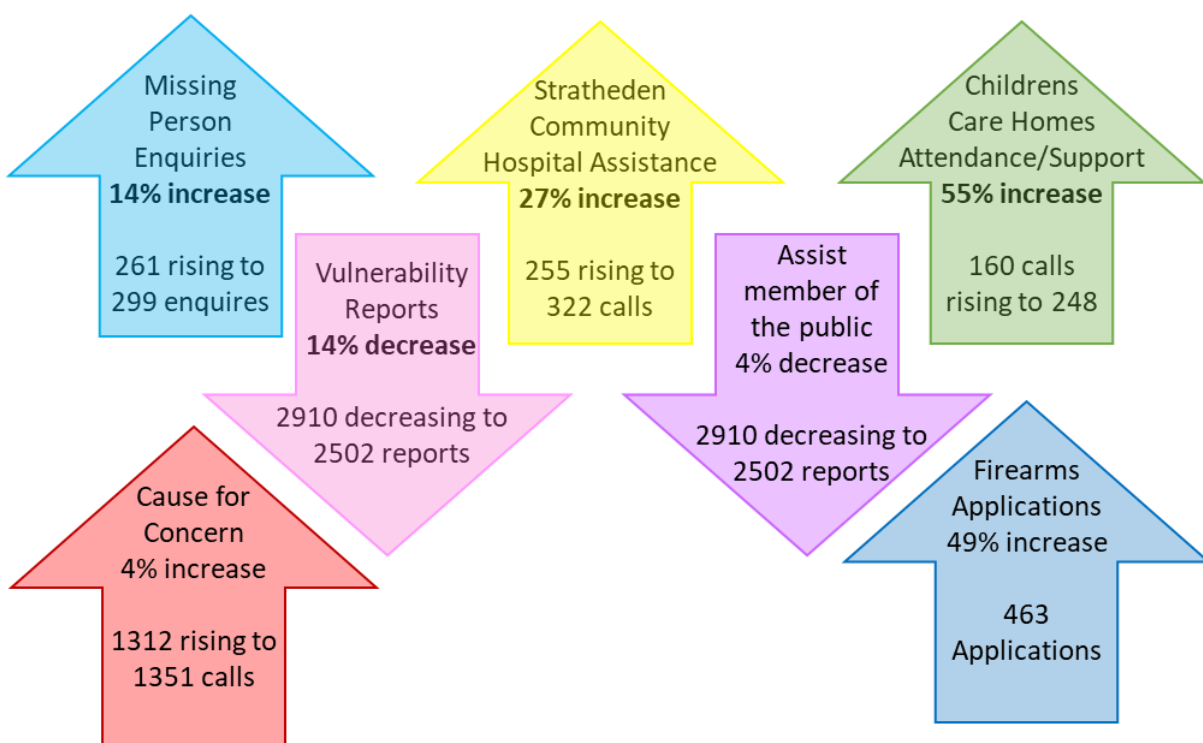 Missing
Person
Enquiries
14% increase
261 rising to
299 enquires
Stratheden
Community
Hospital Assistance
27% increase
255 rising to
322 calls
Childrens
Care Homes
Attendance/Support
55% increase
160 calls
rising to 248
Vulnerability
Reports
14% decrease
2910 decreasing to
2502 reports
Assist
member of
the public
4% decrease
2910 decreasing to
2502 reports
Cause for
Concern
4% increase
1312 rising to
1351 calls
Firearms
Applications
49% increase
463
Applications